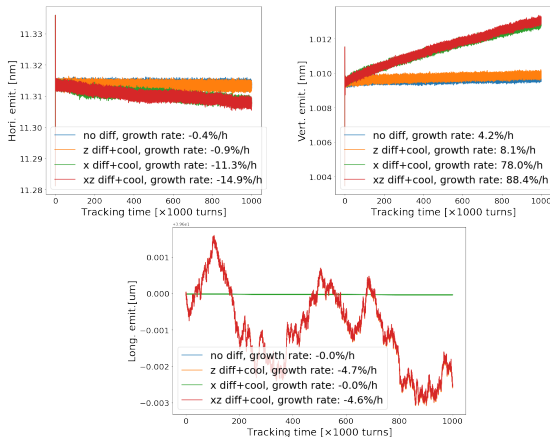 11.33
11.32
11.31
11.30
11.29
11.28
Hori. emit. [nm]
no diff, growth rate: -0.4%/h
z diff+cool, growth rate: -0.9%/h
x diff+cool, growth rate: -11.3%/h
xz diff+cool, growth rate: -14.9%/h
0 200 400 600 800 1000
Tracking time [×1000 turns]
1.012
1.010
1.008
1.006
1.004
Vert. emit. [nm]
no diff, growth rate: 4.2%/h
z diff+cool, growth rate: 8.1%/h
x diff+cool, growth rate: 78.0%/h
xz diff+cool, growth rate: 88.4%/h
0 200 400 600 800 1000
Tracking time [×1000 turns]
0.001
0.000
-0.001
-0.002
-0.003
Long. emit.[um]
no diff, growth rate: -0.0%/h
z diff+cool, growth rate: -4.7%/h
x diff+cool, growth rate: -0.0%/h
xz diff+cool, growth rate: -4.6%/h
0 200 400 600 800 1000
Tracking time [×1000 turns]